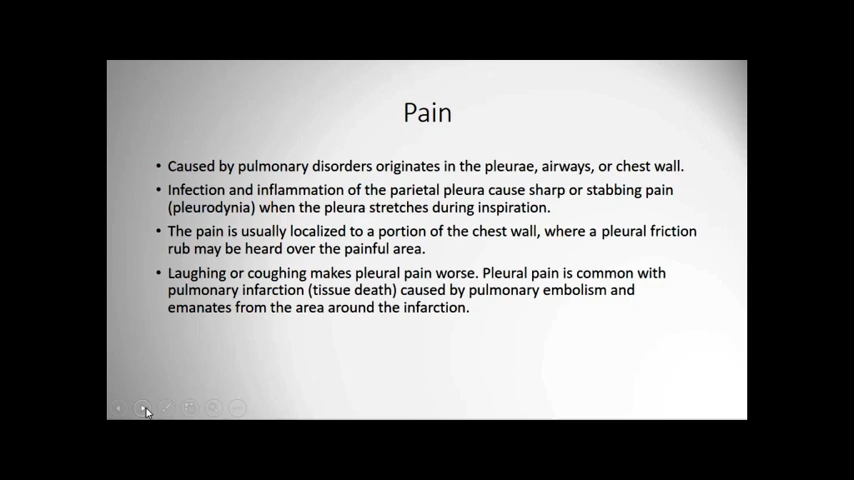 Pain
• Caused by pulmonary disorders originates in the pleurae, airways, or chest wall.
• Infection and inflammation of the parietal pleura cause sharp or stabbing pain
(pleurodynia) when the pleura stretches during inspiration.
• The pain is usually localized to a portion of the chest wall, where a pleural friction
rub may be heard over the painful area.
• Laughing or coughing makes pleural pain worse. Pleural pain is common with
pulmonary infarction (tissue death) caused by pulmonary embolism and
emanates from the area around the infarction.